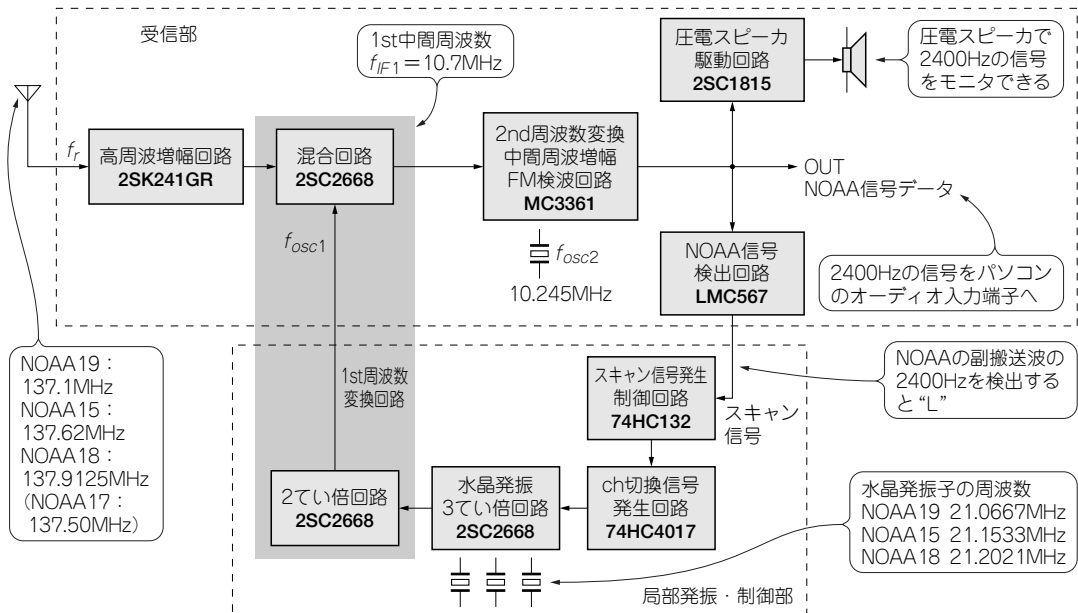 受信部
1st中間周波数
fIF1＝10.7MHz
圧電スピーカ
駆動回路
2SC1815
圧電スピーカで
2400Hzの信号
をモニタできる
fr
高周波増幅回路
2SK241GR
混合回路
2SC2668
2nd周波数変換
中間周波増幅
FM検波回路
MC3361
OUT
NOAA信号データ
fosc1
fosc2
10.245MHz
NOAA信号
検出回路
LMC567
2400Hzの信号をパソコン
のオーディオ入力端子へ
NOAA19：
137.1MHz
NOAA15：
137.62MHz
NOAA18：
137.9125MHz
（NOAA17：
137.50MHz）
1st周波数
変換回路
スキャン信号発生
制御回路
74HC132
スキャン
信号
NOAAの副搬送波の
2400Hzを検出する
と“L”
2てい倍回路
2SC2668
水晶発振
3てい倍回路
2SC2668
ch切換信号
発生回路
74HC4017
水晶発振子の周波数
NOAA19 21.0667MHz
NOAA15 21.1533MHz
NOAA18 21.2021MHz
局部発振・制御部